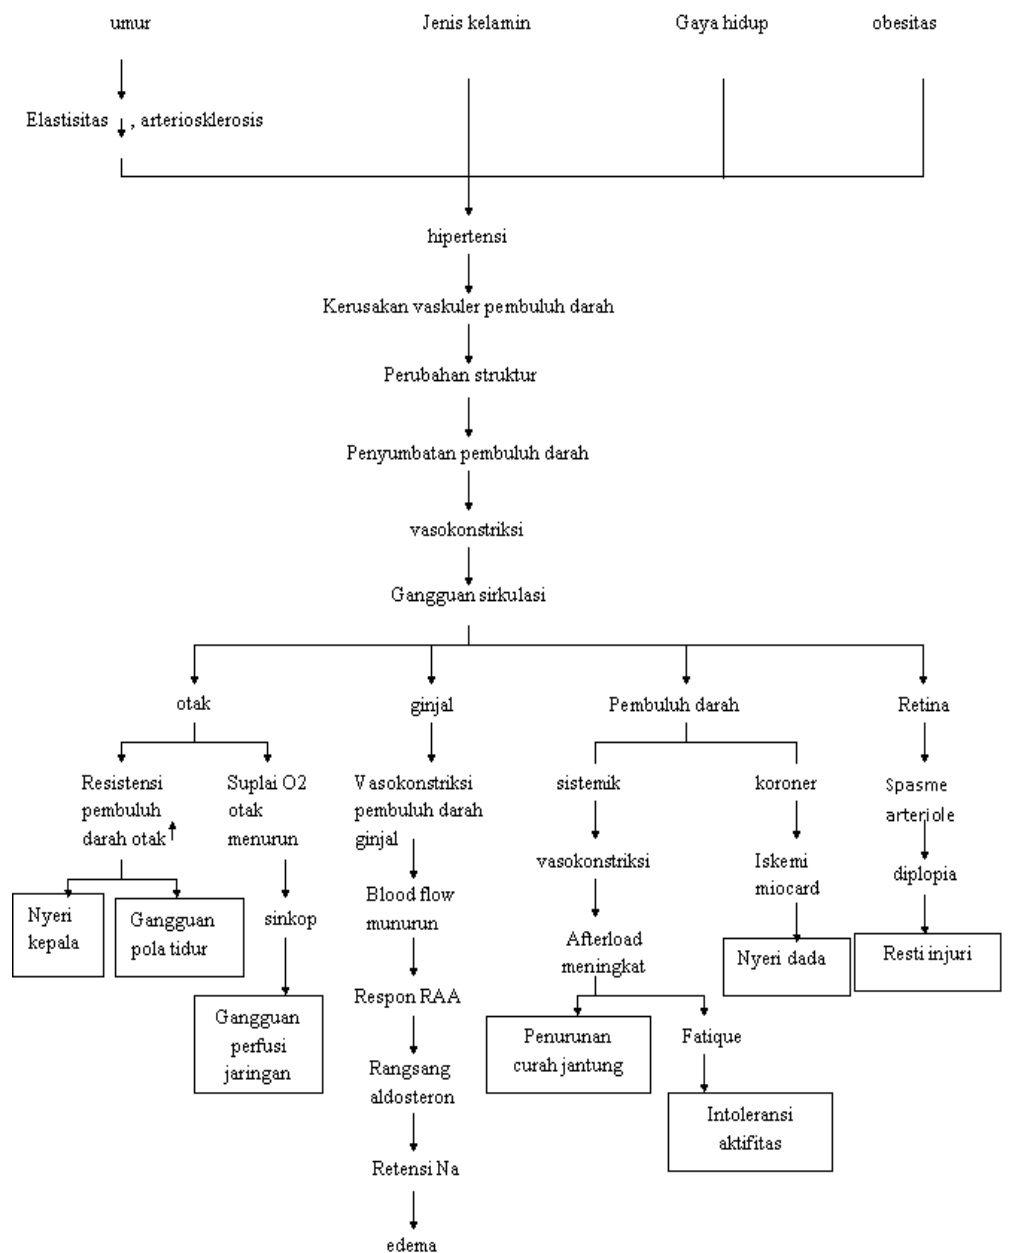 umur
Jenis kelamin
Gaya hidup
obesitas
Elastisitas , arteriosklerosis
hipertensi
Kerusakan vaskuler pembuluh darah
Perubahan struktur
Penyumbatan pembuluh darah
vasokonstriksi
Gangguan sirkulasi
otak
ginjal
Pembuluh darah
Retina
Resistensi
pembuluh
darah otak
Suplai O2
otak
menurun
Vasokonstriksi
pembuluh darah
ginjal
sistemik
koroner
Spasme
arteriole
vasokonstriksi
Iskemi
miocard
diplopia
Nyeri
kepala
Gangguan
pola tidur
sinkop
Blood flow
munurun
Afterload
meningkat
Nyeri dada
Resti injuri
Gangguan
perfusi
jaringan
Respon RAA
Penurunan
curah jantung
Fatique
Rangsang
aldosteron
Intoleransi
aktifitas
Retensi Na
edema